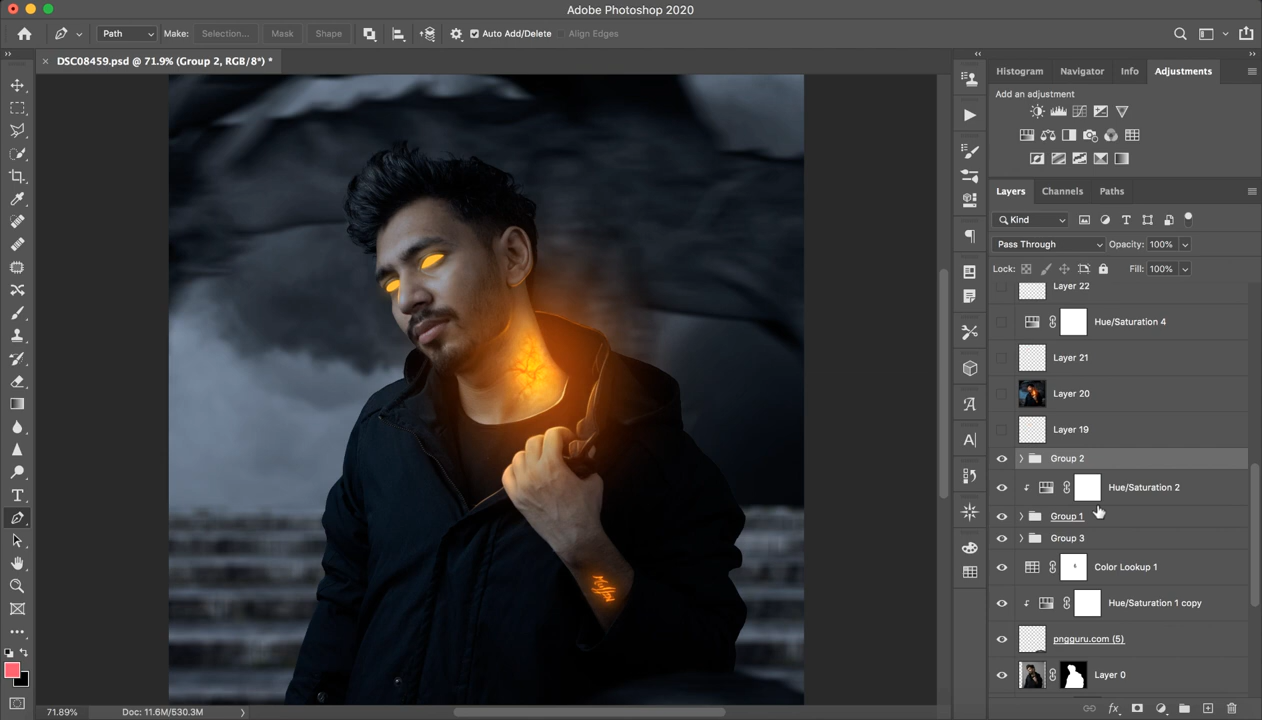 Adobe Photoshop 2020
Path
Make:
Selection...
Mask
Shape
Auto Add/Delete
Align Edges
DSC08459.psd @ 71.9% (Group 2, RGB/8*) *
Histogram
Navigator
Info
Adjustments
Add an adjustment
Layers
Channels
Paths
Kind
Pass Through
Opacity: 100%
Lock:
Fill: 100%
Layer 22
Hue/Saturation 4
Layer 21
Layer 20
Layer 19
Group 2
Hue/Saturation 2
Group 1
Group 3
Color Lookup 1
Hue/Saturation 1 copy
pngguru.com (5)
Layer 0
71.89%
Doc: 11.6M/530.3M